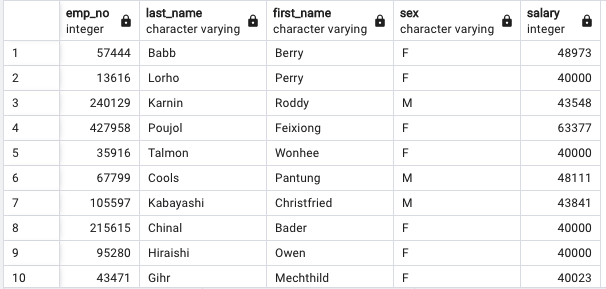 emp_no last_name first_name sex salary
integer character varying character varying character varying integer
1 57444 Babb Berry F 48973
2 13616 Lorho Perry F 40000
3 240129 Karnin Roddy M 43548
4 427958 Poujol Feixiong F 63377
5 35916 Talmon Wonhee F 40000
6 67799 Cools Pantung M 48111
7 105597 Kabayashi Christfried M 43841
8 215615 Chinal Bader F 40000
9 95280 Hiraishi Owen F 40000
10 43471 Gihr Mechthild F 40023